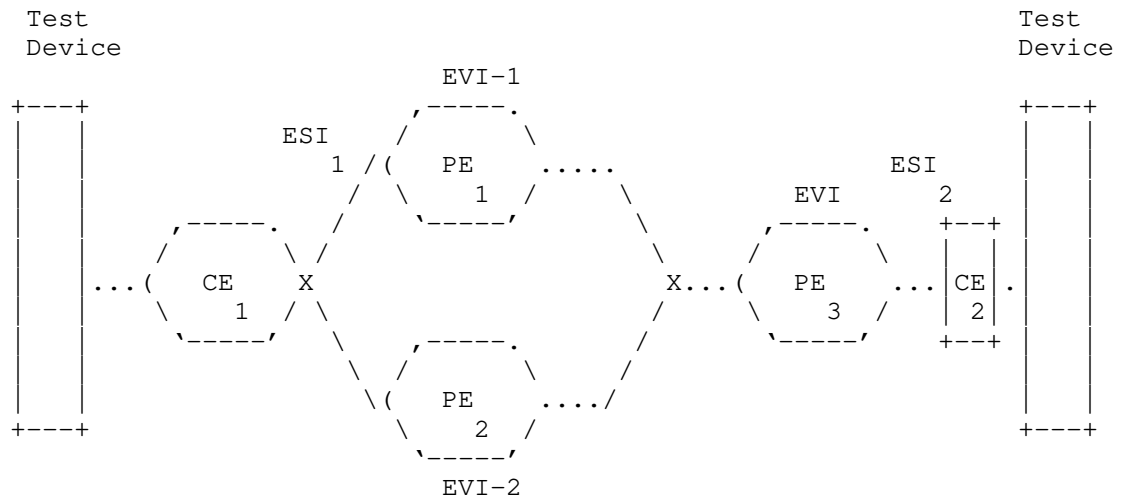 Test Test
Device Device
EVI-1
ESI
1 PE ESI
1 EVI 2
CE PE CE
1 3 2
PE
2
EVI-2